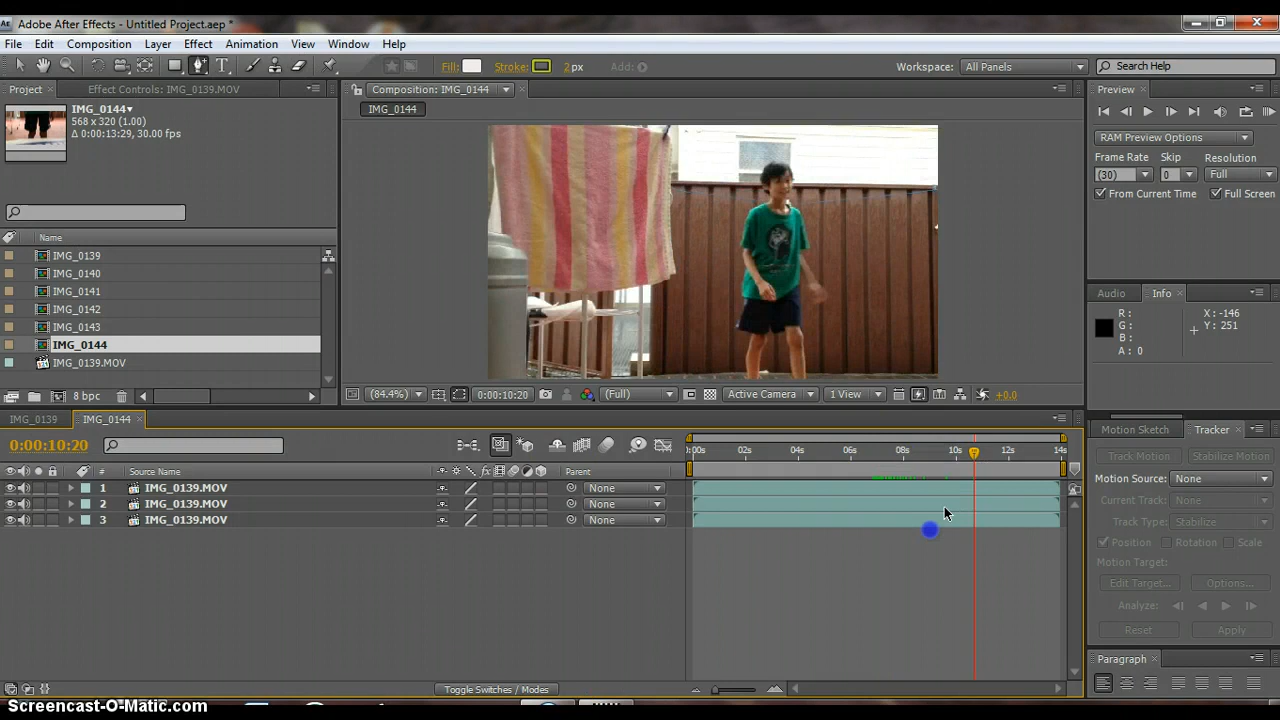 Adobe After Effects - Untitled Project.aep *
File Edit Composition Layer Effect Animation View Window Help
Fill: Stroke: 2 px Add: Workspace: All Panels Search Help
Project Effect Controls: IMG_0139.MOV Composition: IMG_0144 Preview
IMG_0144
568 x 320 (1.00)
Δ 0:00:13:29, 30.00 fps
IMG_0144
RAM Preview Options
Frame Rate Skip Resolution
(30) 0 Full
From Current Time Full Screen
Name
IMG_0139
IMG_0140
IMG_0141
IMG_0142
IMG_0143
IMG_0144
IMG_0139.MOV
Audio Info
R: X: -146
G: Y: 251
B:
A: 0
8 bpc
(84.4%) 0:00:10:20 (Full) Active Camera 1 View +0.0
IMG_0139 IMG_0144
0:00:10:20
:00s 02s 04s 06s 08s 10s 12s 14s
# Source Name Parent
1 IMG_0139.MOV None
2 IMG_0139.MOV None
3 IMG_0139.MOV None
Motion Sketch Tracker
Track Motion Stabilize Motion
Motion Source: None
Current Track: None
Track Type: Stabilize
Position Rotation Scale
Motion Target:
Edit Target... Options...
Analyze:
Reset Apply
Paragraph
Toggle Switches / Modes
Screencast-O-Matic.com